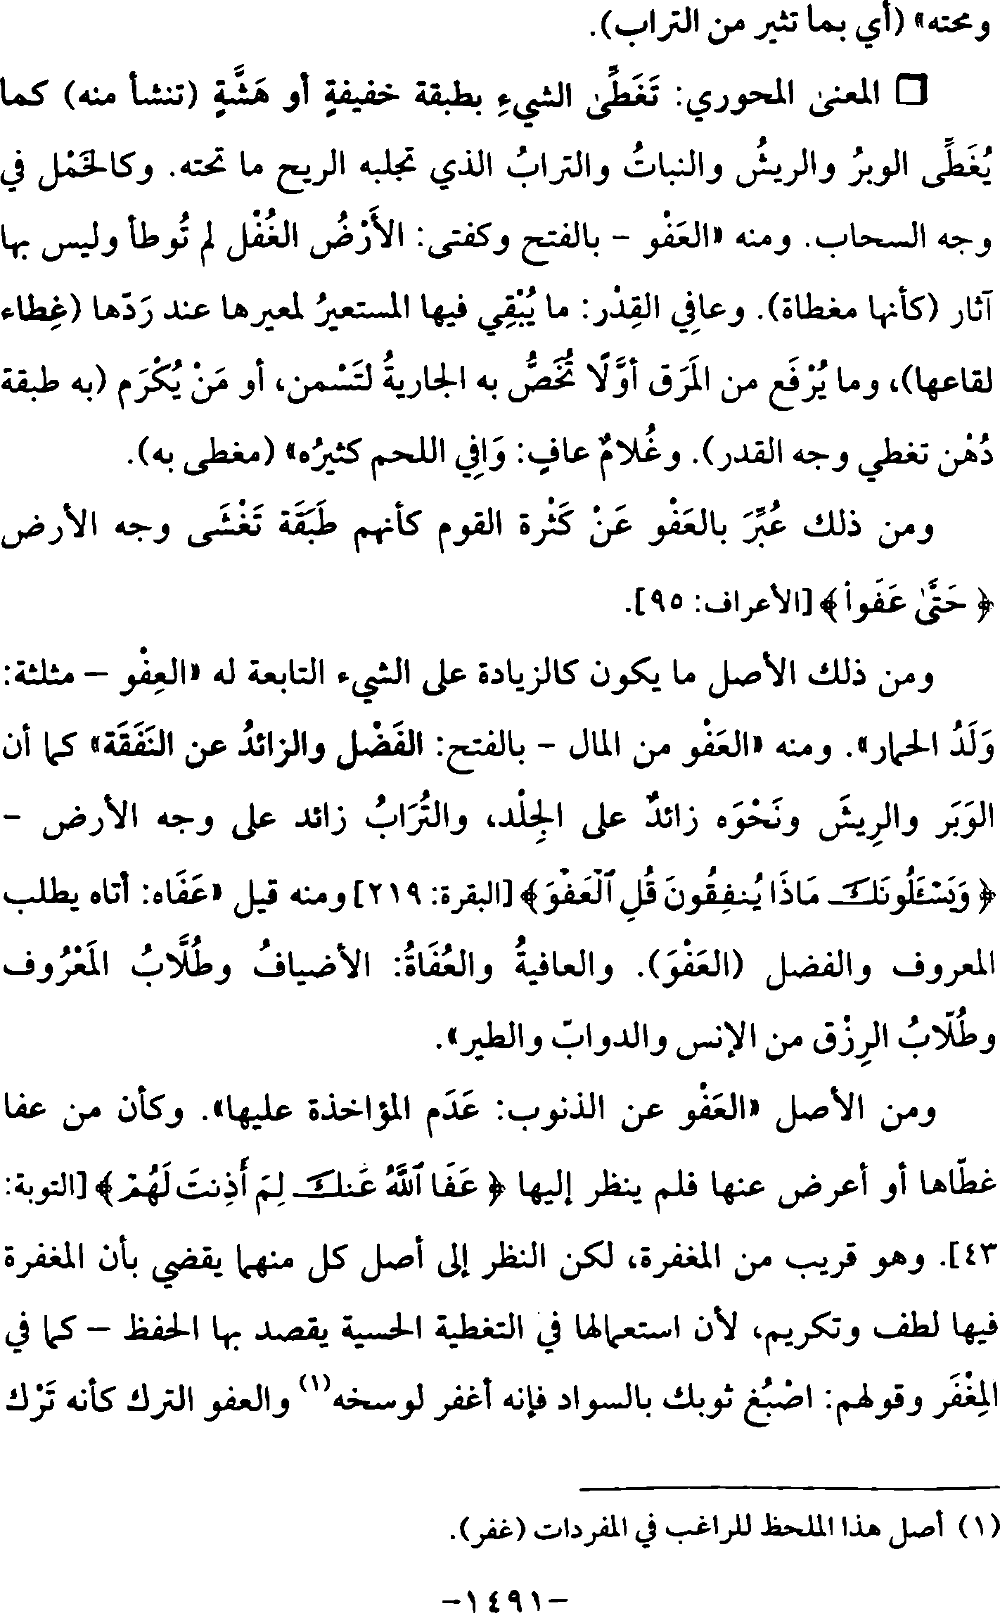 ومحته» (أي بما تثير من التراب).
□ المعنى المحوري: تَغَطِّى الشيءِ بطبقة خفيفةٍ أو هَشَّةٍ (تنشأ منه) كما
يُغَطِّى الوبرُ والريشُ والنباتُ والترابُ الذي تجلبه الريح ما تحته. وكالخَمْل في
وجه السحاب. ومنه «العَفْو – بالفتح وكفتى: الأَرْضُ الغُفْل لم تُوطأ وليس بها
آثار (كأنها مغطاة). وعافِي القِدْر: ما يُبْقِي فيها المستعيرُ لمعيرها عند رَدّها (غِطاء
لقاعها)، وما يُرْفَع من المَرَق أوَّلًا تُخَصُّ به الجاريةُ لتَسْمن، أو مَنْ يُكْرَم (به طبقة
دُهْن تغطي وجه القدر). وغُلامٌ عافٍ: وَافِي اللحم كثيرُه» (مغطى به).
ومن ذلك عُبِّرَ بالعَفْو عَنْ كَثْرة القوم كأنهم طَبَقَة تَغْشَى وجه الأرض
﴿ حَتَّىٰ عَفَوا۟ ﴾ [الأعراف: ٩٥].
ومن ذلك الأصل ما يكون كالزيادة على الشيء التابعة له «العِفْو – مثلثة:
وَلَدُ الحمار». ومنه «العَفْو من المال – بالفتح: الفَضْل والزائدُ عن النَفَقَة» كما أن
الوَبَر والرِيشَ ونَحْوَه زائدٌ على الجِلْد، والتُرَابُ زائد على وجه الأرض –
﴿ وَيَسْـَٔلُونَكَ مَاذَا يُنفِقُونَ قُلِ ٱلْعَفْوَ ﴾ [البقرة: ٢١٩] ومنه قيل «عَفَاه: أتاه يطلب
المعروف والفضل (العَفْوَ). والعافيةُ والعُفَاةُ: الأضيافُ وطُلَّابُ المَعْرُوف
وطُلّابُ الرِزْق من الإنس والدوابّ والطير».
ومن الأصل «العَفْو عن الذنوب: عَدَم المؤاخذة عليها». وكأن من عفا
غطّاها أو أعرض عنها فلم ينظر إليها ﴿ عَفَا ٱللَّهُ عَنكَ لِمَ أَذِنتَ لَهُمْ ﴾ [التوبة:
٤٣]. وهو قريب من المغفرة، لكن النظر إلى أصل كل منهما يقضي بأن المغفرة
فيها لطف وتكريم، لأن استعمالها في التغطية الحسية يقصد بها الحفظ – كما في
المِغْفَر وقولهم: اصْبُغ ثوبك بالسواد فإنه أغفر لوسخه(١) والعفو الترك كأنه تَرْك
(١) أصل هذا الملحظ للراغب في المفردات (غفر).
-١٤٩١-